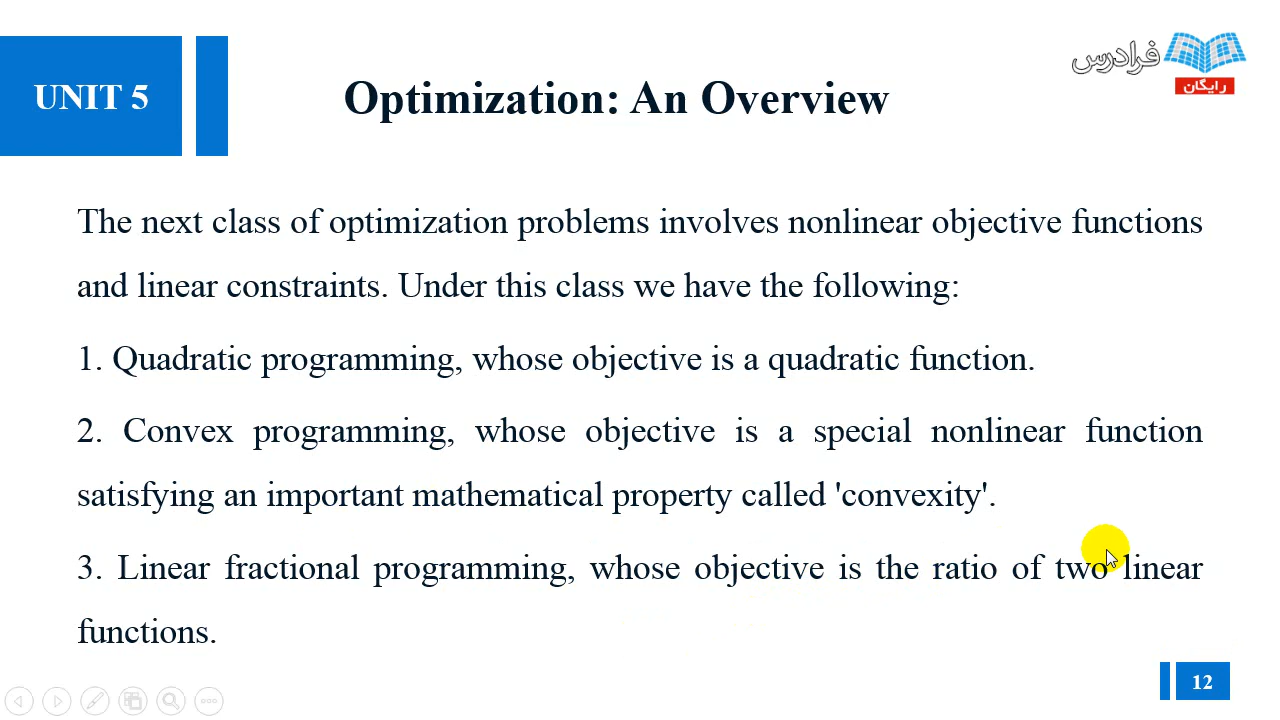 UNIT 5
Optimization: An Overview
فرادرس
رایگان
The next class of optimization problems involves nonlinear objective functions
and linear constraints. Under this class we have the following:
1. Quadratic programming, whose objective is a quadratic function.
2. Convex programming, whose objective is a special nonlinear function
satisfying an important mathematical property called 'convexity'.
3. Linear fractional programming, whose objective is the ratio of two linear
functions.
12